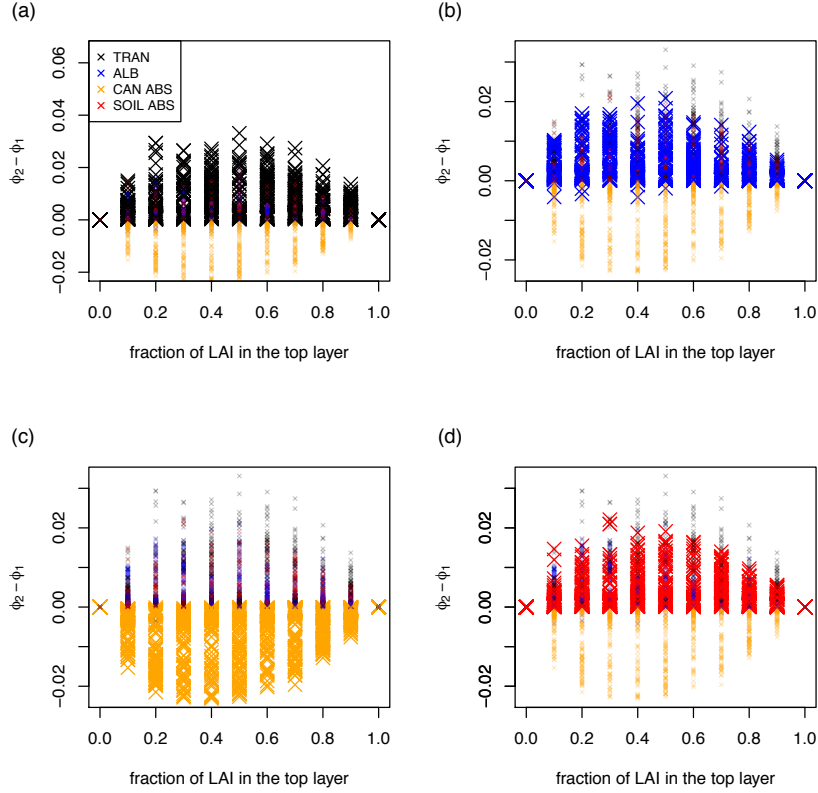 (a)
(b)
TRAN
ALB
CAN ABS
SOIL ABS
ϕ2 − ϕ1
−0.02 0.00 0.02 0.04 0.06
0.0 0.2 0.4 0.6 0.8 1.0
fraction of LAI in the top layer
ϕ2 − ϕ1
−0.02 0.00 0.02
0.0 0.2 0.4 0.6 0.8 1.0
fraction of LAI in the top layer
(c)
(d)
ϕ2 − ϕ1
−0.02 0.00 0.02
0.0 0.2 0.4 0.6 0.8 1.0
fraction of LAI in the top layer
ϕ2 − ϕ1
−0.02 0.00 0.02
0.0 0.2 0.4 0.6 0.8 1.0
fraction of LAI in the top layer